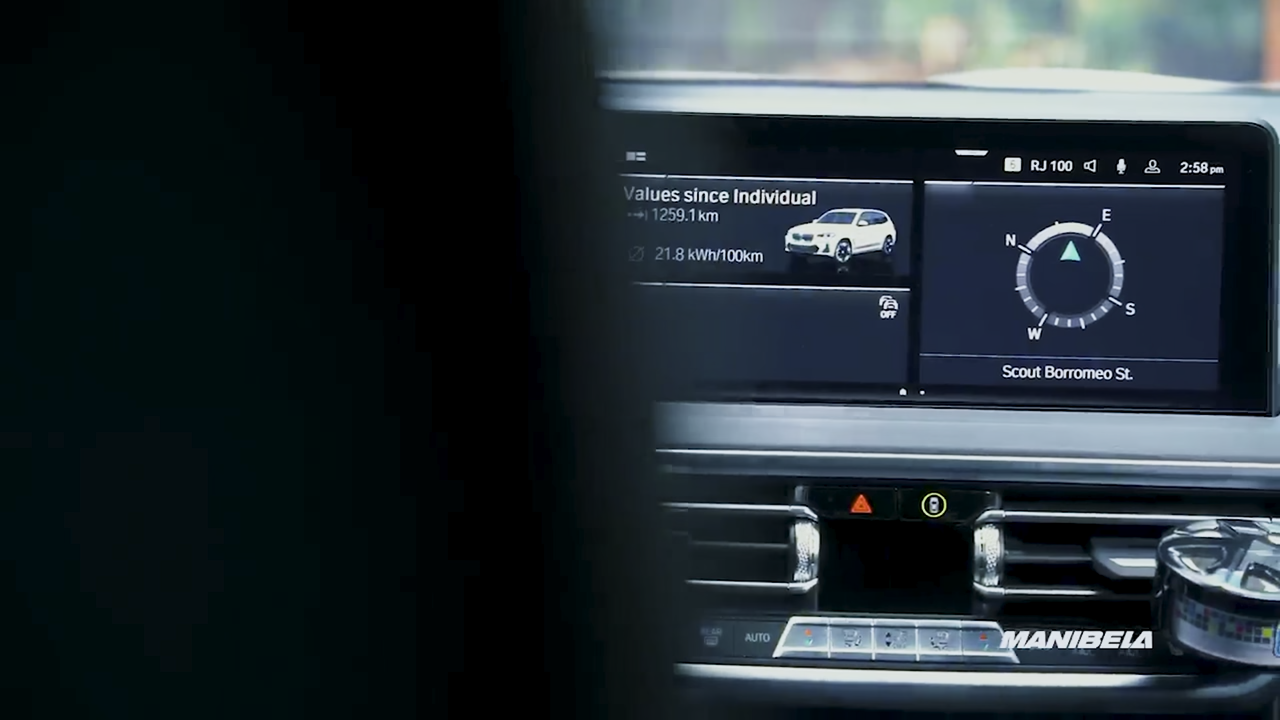 RJ 100
2:58 pm
Values since Individual
1259.1 km
21.8 kWh/100km
OFF
E
N
S
W
Scout Borromeo St.
REAR
AUTO
MANIBELA